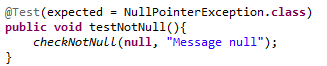 @Test(expected = NullPointerException.class)
public void testNotNull(){
    checkNotNull(null, "Message null");
}